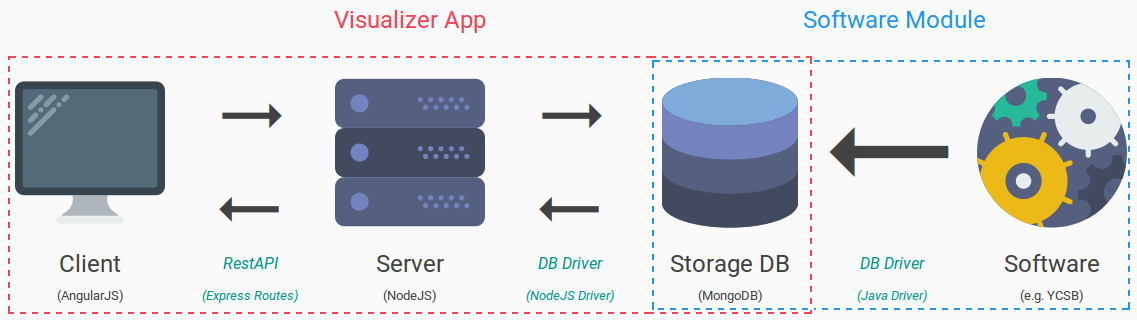 Visualizer App
Software Module
Client
(AngularJS)
RestAPI
(Express Routes)
Server
(NodeJS)
DB Driver
(NodeJS Driver)
Storage DB
(MongoDB)
DB Driver
(Java Driver)
Software
(e.g. YCSB)